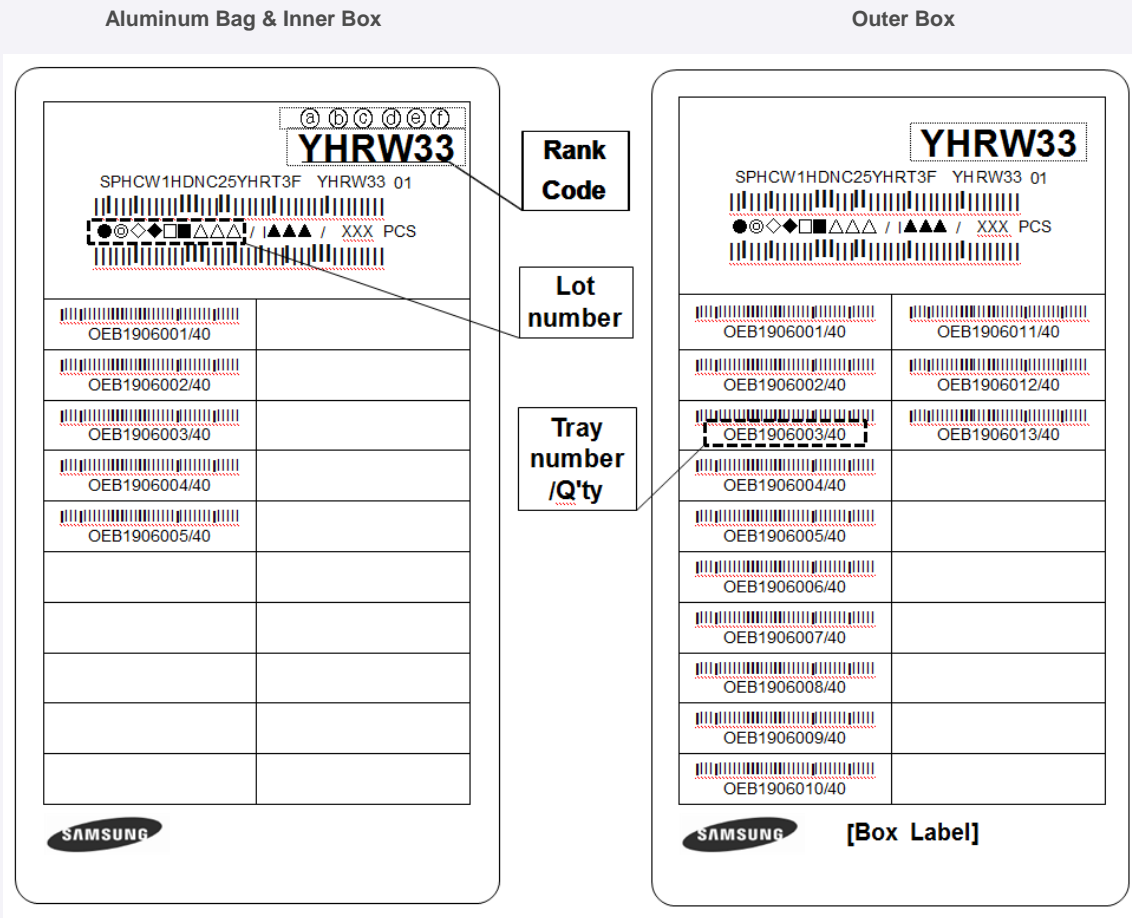 Aluminum Bag & Inner Box
ⓐ ⓑ ⓒ ⓓ ⓔ ⓕ
YHRW33
SPHCW1HDNC25YHRT3F YHRW33 01
●◎◇◆□■△△△ / I▲▲▲ / XXX PCS
OEB1906001/40
OEB1906002/40
OEB1906003/40
OEB1906004/40
OEB1906005/40
SAMSUNG
Rank
Code
Lot
number
Tray
number
/Q'ty
Outer Box
YHRW33
SPHCW1HDNC25YHRT3F YHRW33 01
●◎◇◆□■△△△ / I▲▲▲ / XXX PCS
OEB1906001/40 OEB1906011/40
OEB1906002/40 OEB1906012/40
OEB1906003/40 OEB1906013/40
OEB1906004/40
OEB1906005/40
OEB1906006/40
OEB1906007/40
OEB1906008/40
OEB1906009/40
OEB1906010/40
SAMSUNG [Box Label]